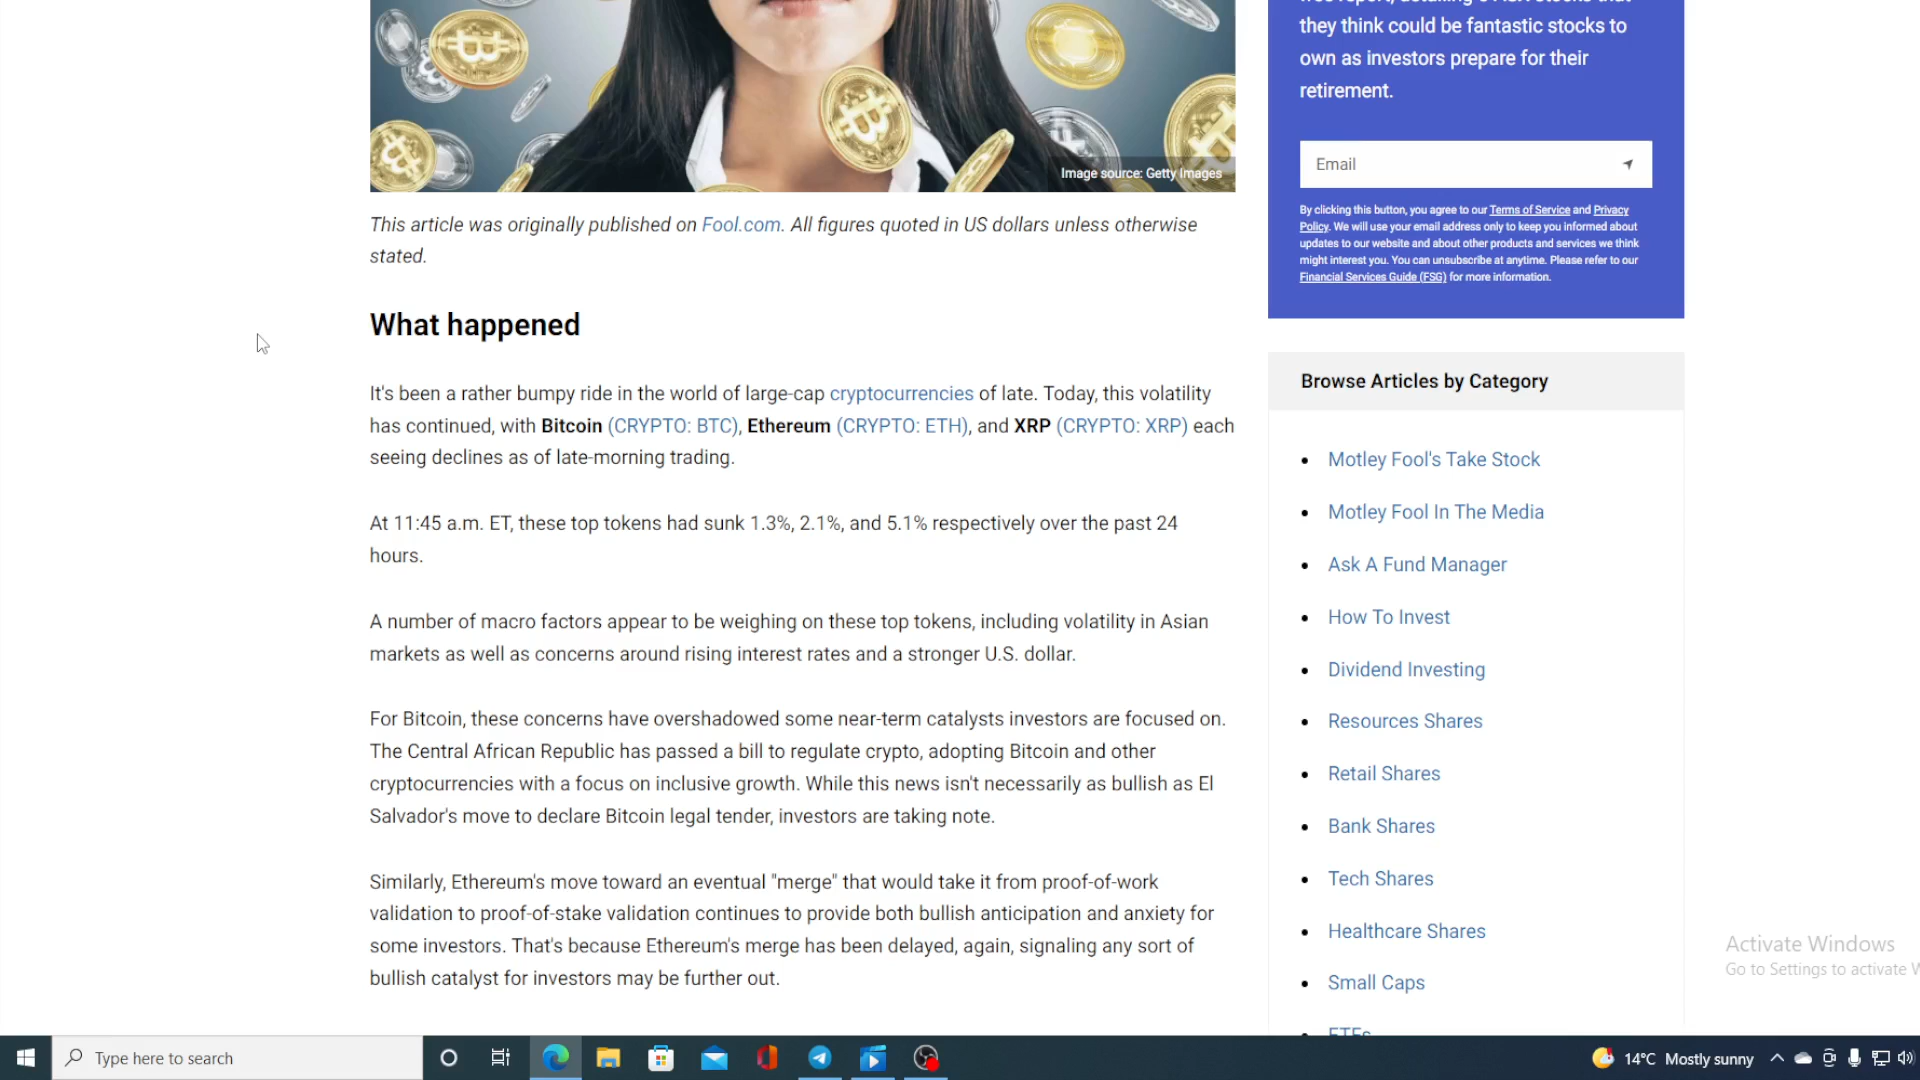 Image source: Getty Images
This article was originally published on Fool.com. All figures quoted in US dollars unless otherwise
stated.
What happened
It's been a rather bumpy ride in the world of large-cap cryptocurrencies of late. Today, this volatility
has continued, with Bitcoin (CRYPTO: BTC), Ethereum (CRYPTO: ETH), and XRP (CRYPTO: XRP) each
seeing declines as of late-morning trading.
At 11:45 a.m. ET, these top tokens had sunk 1.3%, 2.1%, and 5.1% respectively over the past 24
hours.
A number of macro factors appear to be weighing on these top tokens, including volatility in Asian
markets as well as concerns around rising interest rates and a stronger U.S. dollar.
For Bitcoin, these concerns have overshadowed some near-term catalysts investors are focused on.
The Central African Republic has passed a bill to regulate crypto, adopting Bitcoin and other
cryptocurrencies with a focus on inclusive growth. While this news isn't necessarily as bullish as El
Salvador's move to declare Bitcoin legal tender, investors are taking note.
Similarly, Ethereum's move toward an eventual "merge" that would take it from proof-of-work
validation to proof-of-stake validation continues to provide both bullish anticipation and anxiety for
some investors. That's because Ethereum's merge has been delayed, again, signaling any sort of
bullish catalyst for investors may be further out.
they think could be fantastic stocks to
own as investors prepare for their
retirement.
Email
By clicking this button, you agree to our Terms of Service and Privacy
Policy. We will use your email address only to keep you informed about
updates to our website and about other products and services we think
might interest you. You can unsubscribe at anytime. Please refer to our
Financial Services Guide (FSG) for more information.
Browse Articles by Category
Motley Fool's Take Stock
Motley Fool In The Media
Ask A Fund Manager
How To Invest
Dividend Investing
Resources Shares
Retail Shares
Bank Shares
Tech Shares
Healthcare Shares
Small Caps
ETFs
Activate Windows
Go to Settings to activate W
Type here to search
14°C Mostly sunny